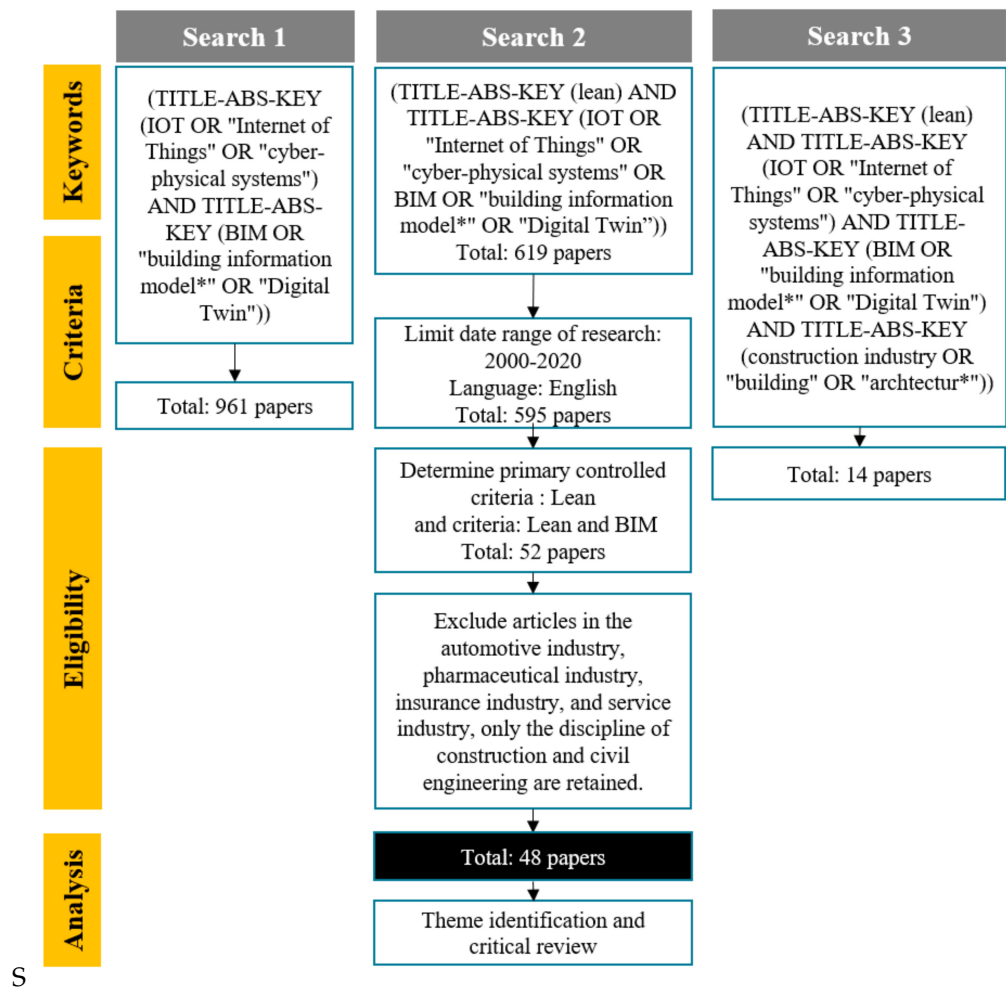 Search 1
Search 2
Search 3
Keywords
Criteria
Eligibility
Analysis
(TITLE-ABS-KEY
(IOT OR "Internet of
Things" OR "cyber-
physical systems")
AND TITLE-ABS-
KEY (BIM OR
"building information
model*" OR "Digital
Twin"))
Total: 961 papers
(TITLE-ABS-KEY (lean) AND
TITLE-ABS-KEY (IOT OR
"Internet of Things" OR
"cyber-physical systems" OR
BIM OR "building information
model*" OR "Digital Twin”))
Total: 619 papers
Limit date range of research:
2000-2020
Language: English
Total: 595 papers
Determine primary controlled
criteria : Lean
and criteria: Lean and BIM
Total: 52 papers
Exclude articles in the
automotive industry,
pharmaceutical industry,
insurance industry, and service
industry, only the discipline of
construction and civil
engineering are retained.
Total: 48 papers
Theme identification and
critical review
(TITLE-ABS-KEY (lean)
AND TITLE-ABS-KEY
(IOT OR "Internet of
Things" OR "cyber-physical
systems") AND TITLE-
ABS-KEY (BIM OR
"building information
model*" OR "Digital Twin")
AND TITLE-ABS-KEY
(construction industry OR
"building" OR "archtectur*"))
Total: 14 papers
S